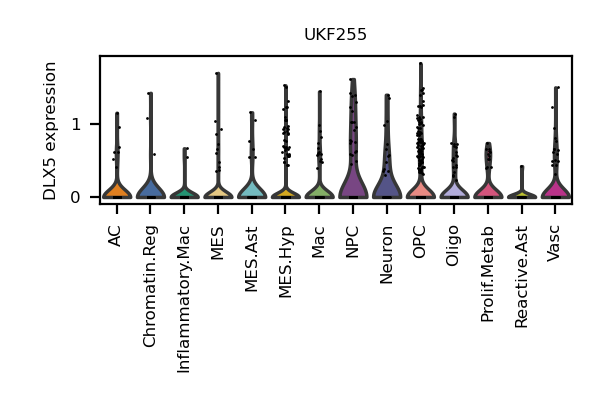 UKF255
DLX5 expression
1
0
AC
Chromatin.Reg
Inflammatory.Mac
MES
MES.Ast
MES.Hyp
Mac
NPC
Neuron
OPC
Oligo
Prolif.Metab
Reactive.Ast
Vasc